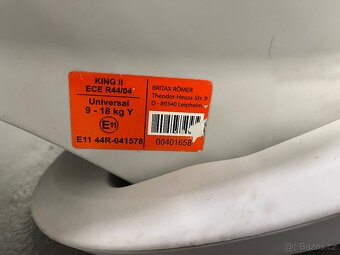 KING II
ECE R44/04
Universal
9 - 18 kg Y
E11
E11 44R-041578
BRITAX RÖMER
Theodor-Heuss-Str. 9
D - 89340 Leipheim
00401658